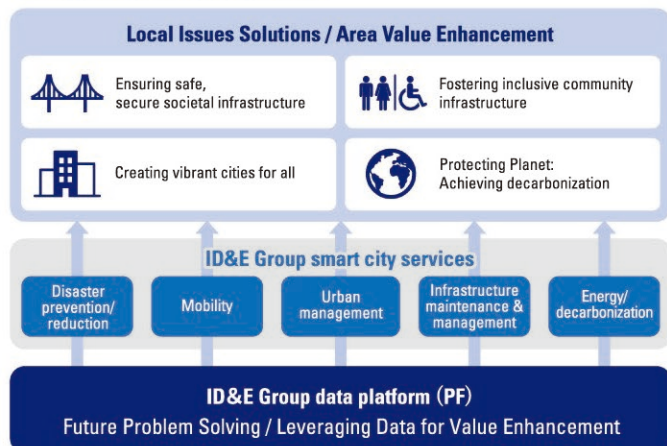 Local Issues Solutions / Area Value Enhancement
Ensuring safe,
secure societal infrastructure
Fostering inclusive community
infrastructure
Creating vibrant cities for all
Protecting Planet:
Achieving decarbonization
ID&E Group smart city services
Disaster
prevention/
reduction
Mobility
Urban
management
Infrastructure
maintenance &
management
Energy/
decarbonization
ID&E Group data platform (PF)
Future Problem Solving / Leveraging Data for Value Enhancement